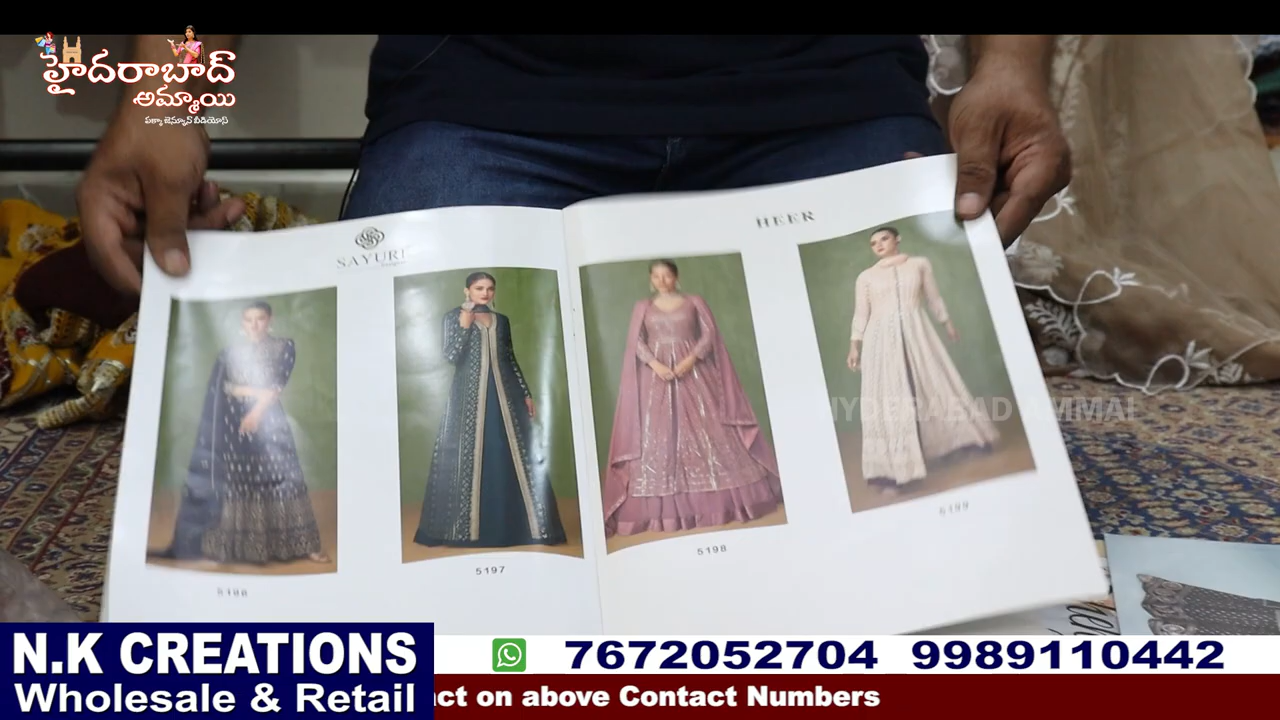 హైదరాబాద్
అమ్మాయి
పక్కా జెన్యూన్ వీడియోస్
SAYURI
HEER
HYDERABAD AMMAI
5197
5198
5199
N.K CREATIONS
Wholesale & Retail
7672052704 9989110442
act on above Contact Numbers